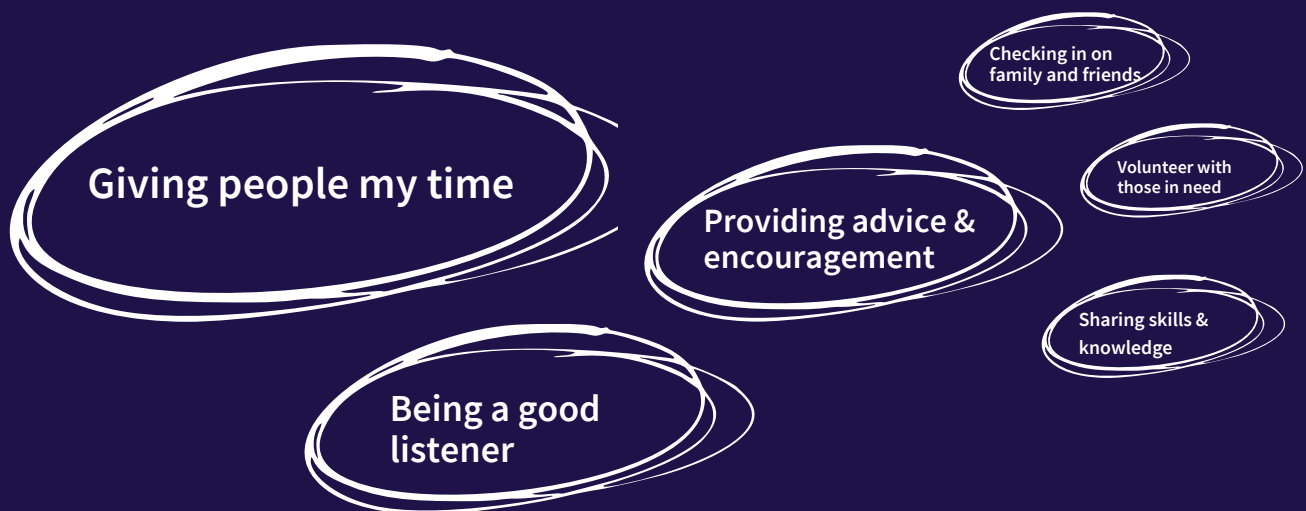 Giving people my time
Providing advice &
encouragement
Being a good
listener
Checking in on
family and friends
Volunteer with
those in need
Sharing skills &
knowledge